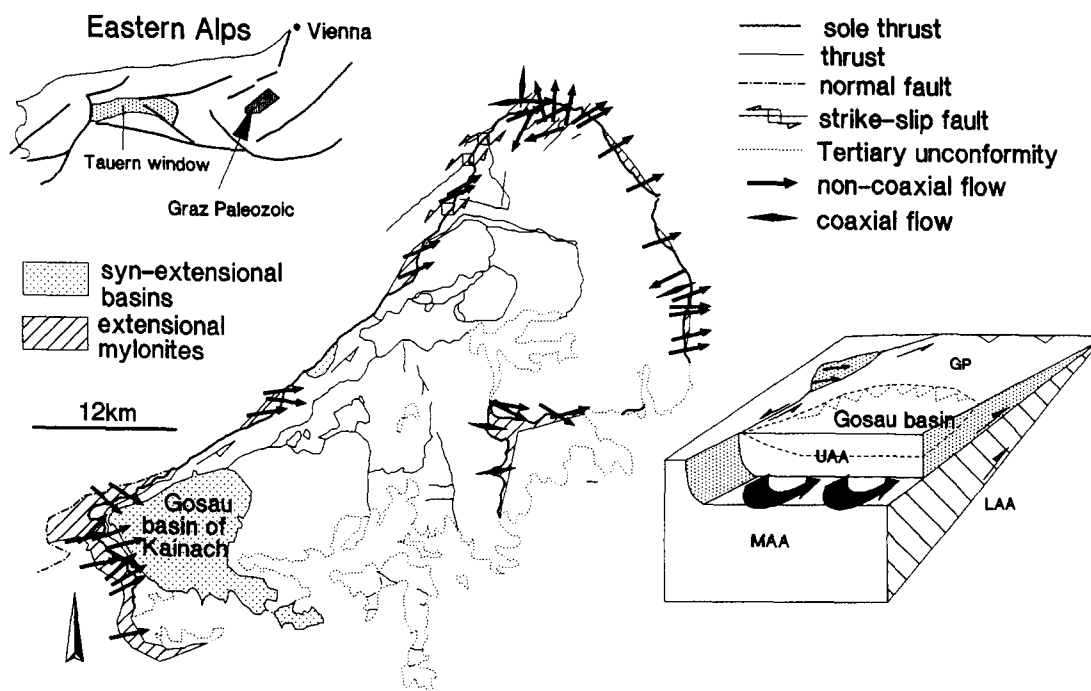 Eastern Alps
Vienna
Tauern window
Graz Paleozoic
sole thrust
thrust
normal fault
strike-slip fault
Tertiary unconformity
non-coaxial flow
coaxial flow
syn-extensional
basins
extensional
mylonites
12km
Gosau
basin of
Kainach
GP
Gosau basin
UAA
LAA
MAA